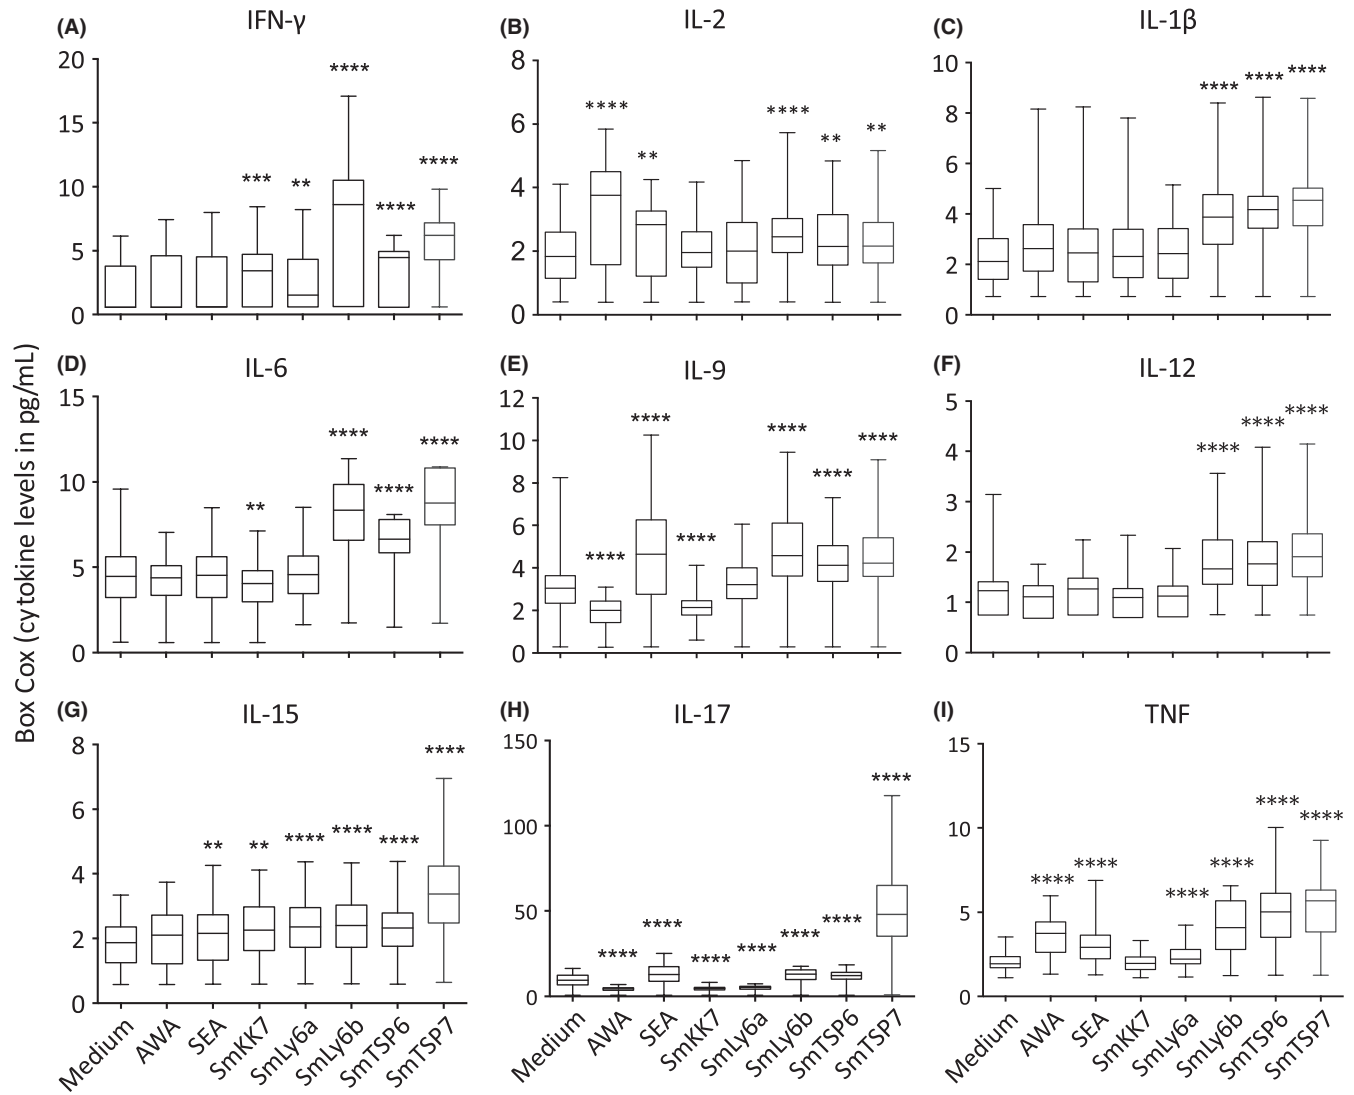 (A) IFN-γ
20
15
10
5
0
*** ** **** **** ****
(B) IL-2
8
6
4
2
0
**** ** **** ** **
(C) IL-1β
10
8
6
4
2
0
**** **** ****
Box Cox (cytokine levels in pg/mL)
(D) IL-6
15
10
5
0
** **** **** ****
(E) IL-9
12
10
8
6
4
2
0
**** **** **** **** **** ****
(F) IL-12
5
4
3
2
1
0
**** **** ****
(G) IL-15
8
6
4
2
0
** ** **** **** **** ****
Medium AWA SEA SmKK7 SmLy6a SmLy6b SmTSP6 SmTSP7
(H) IL-17
150
100
50
0
**** **** **** **** **** **** ****
Medium AWA SEA SmKK7 SmLy6a SmLy6b SmTSP6 SmTSP7
(I) TNF
15
10
5
0
**** **** **** **** **** ****
Medium AWA SEA SmKK7 SmLy6a SmLy6b SmTSP6 SmTSP7